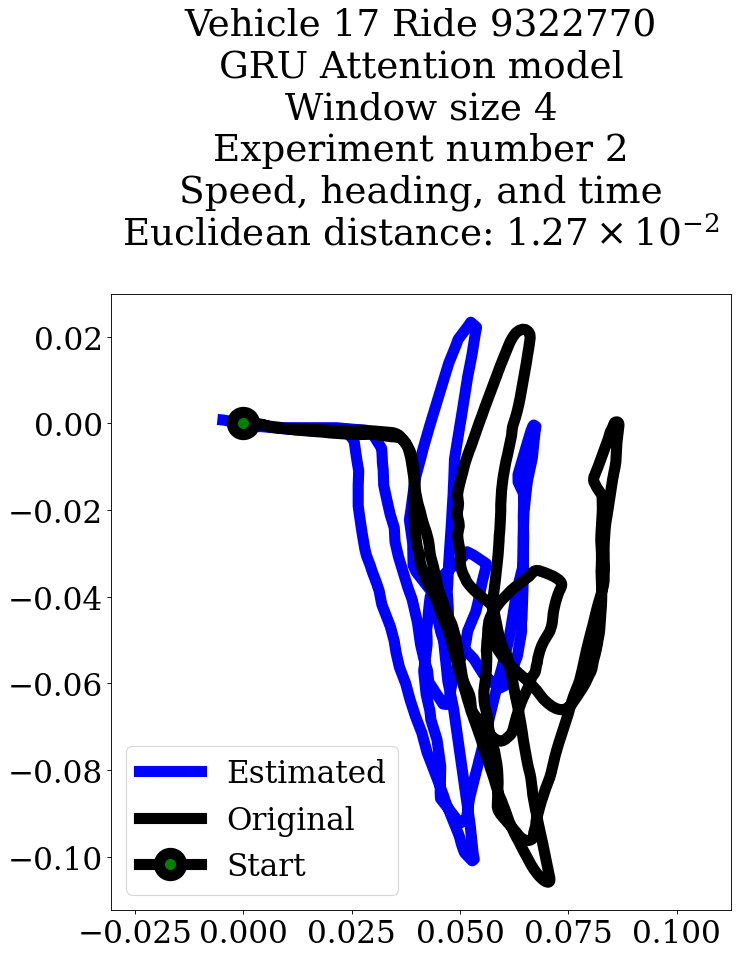 Vehicle 17 Ride 9322770
GRU Attention model
Window size 4
Experiment number 2
Speed, heading, and time
Euclidean distance: 1.27 × 10⁻²
0.02
0.00
−0.02
−0.04
−0.06
−0.08
−0.10
Estimated
Original
Start
−0.025 0.000 0.025 0.050 0.075 0.100